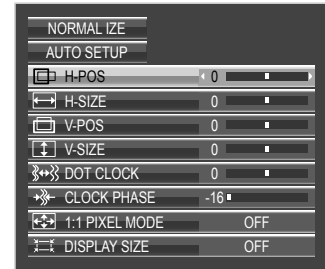 NORMAL IZE
AUTO SETUP
H-POS 0
H-SIZE 0
V-POS 0
V-SIZE 0
DOT CLOCK 0
CLOCK PHASE -16
1:1 PIXEL MODE OFF
DISPLAY SIZE OFF